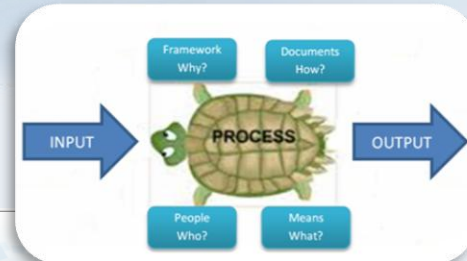 Framework
Why?
Documents
How?
INPUT
PROCESS
OUTPUT
People
Who?
Means
What?